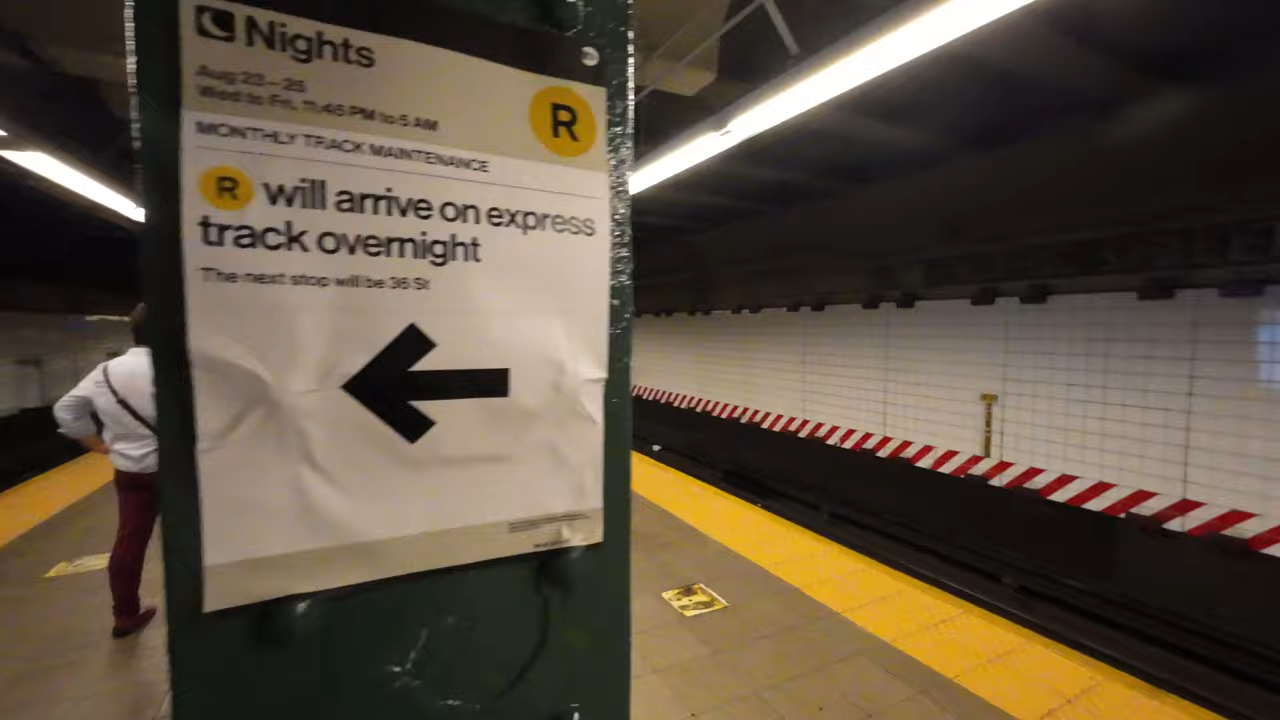 Nights
Aug 23 – 25
Wed to Fri, 11:45 PM to 5 AM
R
MONTHLY TRACK MAINTENANCE
R will arrive on express
track overnight
The next stop will be 36 St